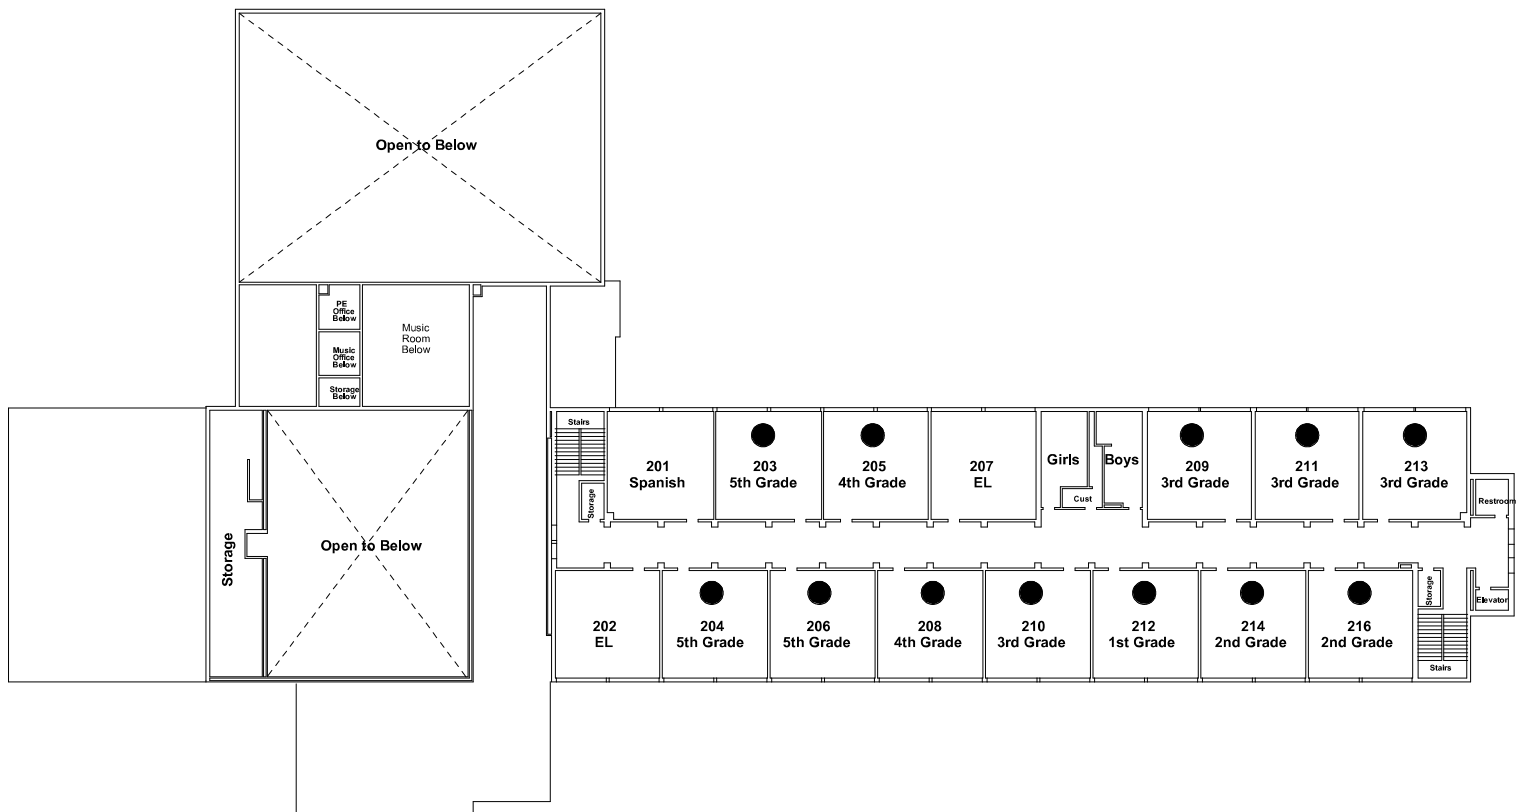 Open to Below
PE
Office
Below
Music
Office
Below
Storage
Below
Music
Room
Below
Storage
Open to Below
Stairs
Storage
201
Spanish
203
5th Grade
205
4th Grade
207
EL
Girls
Cust
Boys
209
3rd Grade
211
3rd Grade
213
3rd Grade
Restroom
202
EL
204
5th Grade
206
5th Grade
208
4th Grade
210
3rd Grade
212
1st Grade
214
2nd Grade
216
2nd Grade
Storage
Elevator
Stairs